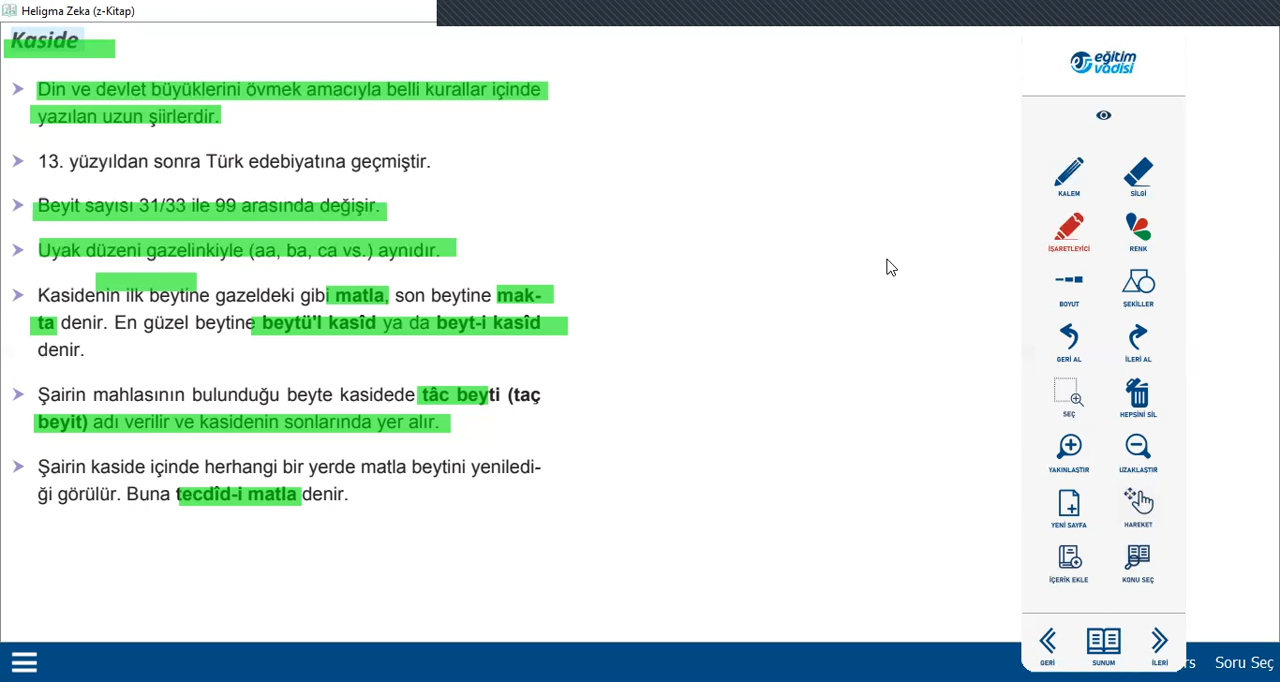 Heligma Zeka (z-Kitap)
Kaside
Din ve devlet büyüklerini övmek amacıyla belli kurallar içinde
yazılan uzun şiirlerdir.
13. yüzyıldan sonra Türk edebiyatına geçmiştir.
Beyit sayısı 31/33 ile 99 arasında değişir.
Uyak düzeni gazelinkiyle (aa, ba, ca vs.) aynıdır.
Kasidenin ilk beytine gazeldeki gibi matla, son beytine mak-
ta denir. En güzel beytine beytü'l kasîd ya da beyt-i kasîd
denir.
Şairin mahlasının bulunduğu beyte kasidede tâc beyti (taç
beyit) adı verilir ve kasidenin sonlarında yer alır.
Şairin kaside içinde herhangi bir yerde matla beytini yeniledi-
ği görülür. Buna tecdîd-i matla denir.
eğitim
vadisi
KALEM SİLGİ
İŞARETLEYİCİ RENK
BOYUT ŞEKİLLER
GERİ AL İLERİ AL
SEÇ HEPSİNİ SİL
YAKINLAŞTIR UZAKLAŞTIR
YENİ SAYFA HAREKET
İÇERİK EKLE KONU SEÇ
GERİ SUNUM İLERİ
rs Soru Seç